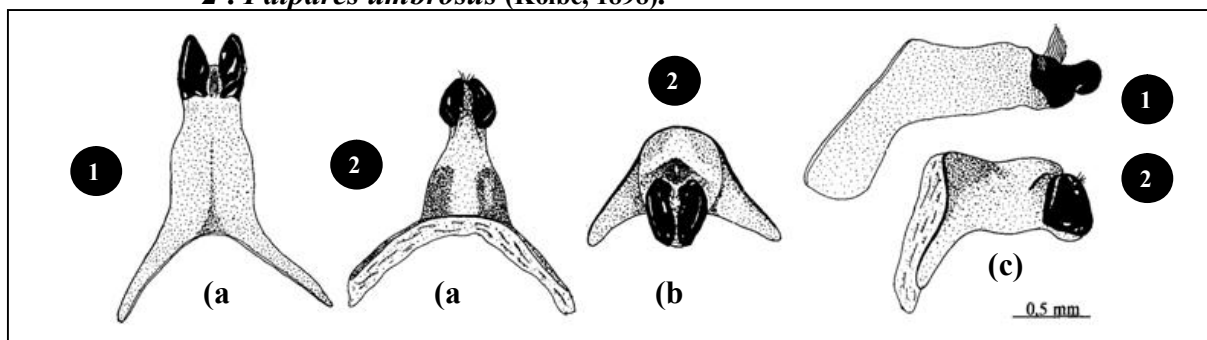 2 : Palpares umbrosus (Kolbe, 1898).
2
1
1
2
2
(a
(a
(b)
(c)
0,5 mm